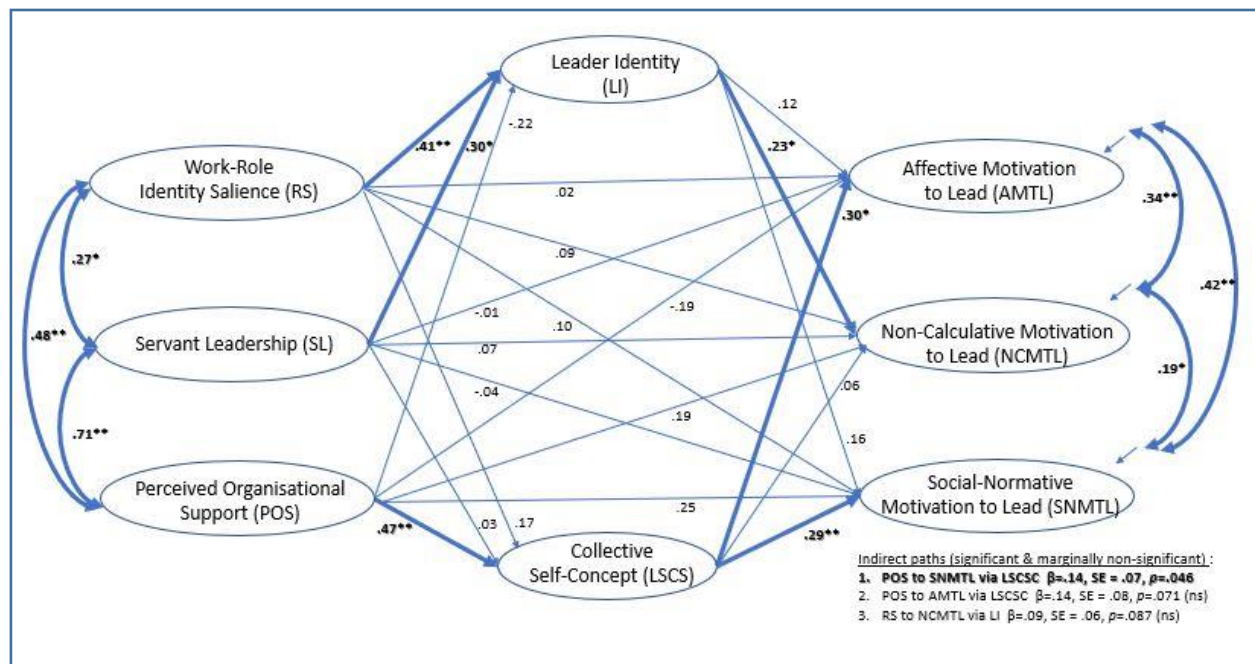 Leader Identity
(LI)
.12
-.22
.41**
.30*
.23*
Work-Role
Identity Salience (RS)
Affective Motivation
to Lead (AMTL)
.02
.34**
.30*
.27*
.09
.42**
-.01
-.19
.48**
.10
Servant Leadership (SL)
Non-Calculative Motivation
to Lead (NCMTL)
.07
-.04
.06
.19*
.19
.71**
.16
Perceived Organisational
Support (POS)
Social-Normative
Motivation to Lead (SNMTL)
.25
.47**
.03
.17
.29**
Collective
Self-Concept (LSCS)
Indirect paths (significant & marginally non-significant) :
1. POS to SNMTL via LSCSC β=.14, SE = .07, p=.046
2. POS to AMTL via LSCSC β=.14, SE = .08, p=.071 (ns)
3. RS to NCMTL via LI β=.09, SE = .06, p=.087 (ns)